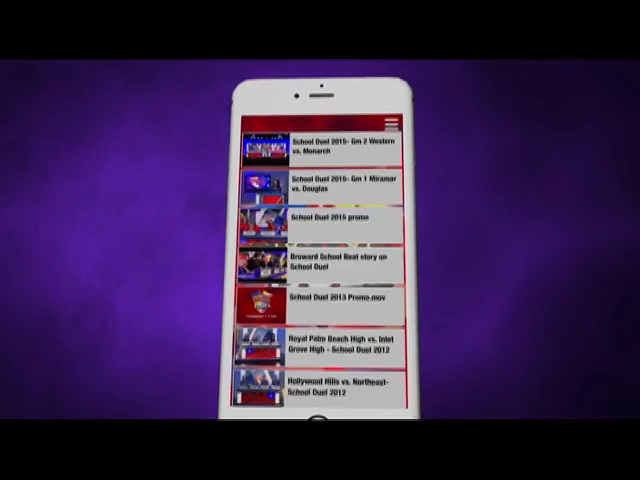 School Duel 2015- Gm 2 Western
vs. Monarch
School Duel 2015- Gm 1 Miramar
vs. Douglas
School Duel 2015 promo
Broward School Beat story on
School Duel
School Duel 2013 Promo.mov
Royal Palm Beach High vs. Inlet
Grove High - School Duel 2012
Hollywood Hills vs. Northeast-
School Duel 2012